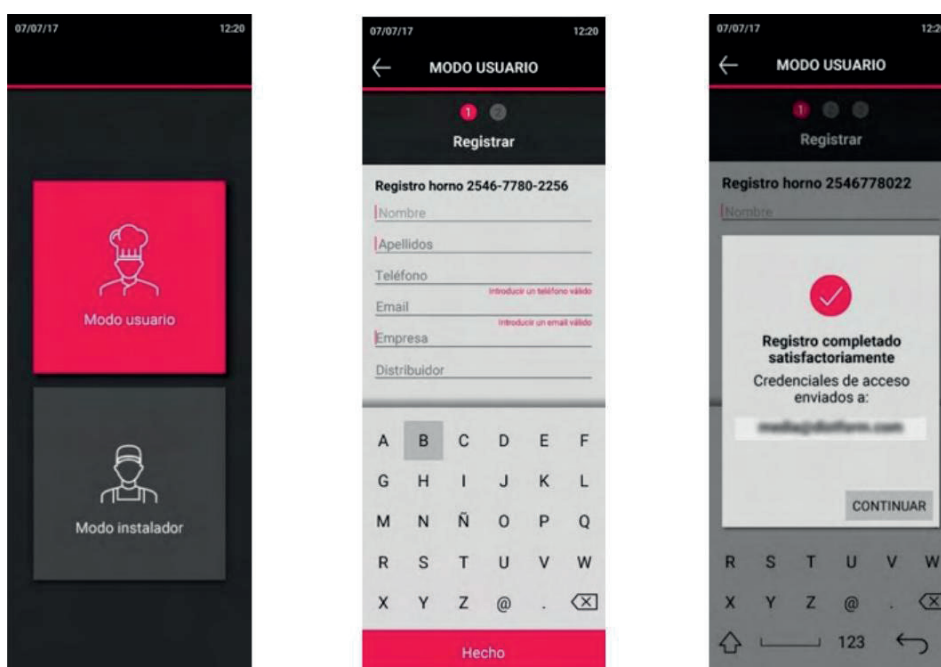 07/07/17 12:20
Modo usuario
Modo instalador
07/07/17 12:20
MODO USUARIO
1 2
Registrar
Registro horno 2546-7780-2256
Nombre
Apellidos
Teléfono
Introducir un teléfono válido
Email
Introducir un email válido
Empresa
Distribuidor
A B C D E F
G H I J K L
M N Ñ O P Q
R S T U V W
X Y Z @ .
Hecho
07/07/17 12:20
MODO USUARIO
1
Registrar
Registro horno 2546778022
Nombre
Registro completado
satisfactoriamente
Credenciales de acceso
enviados a:
CONTINUAR
R S T U V W
X Y Z @ .
123